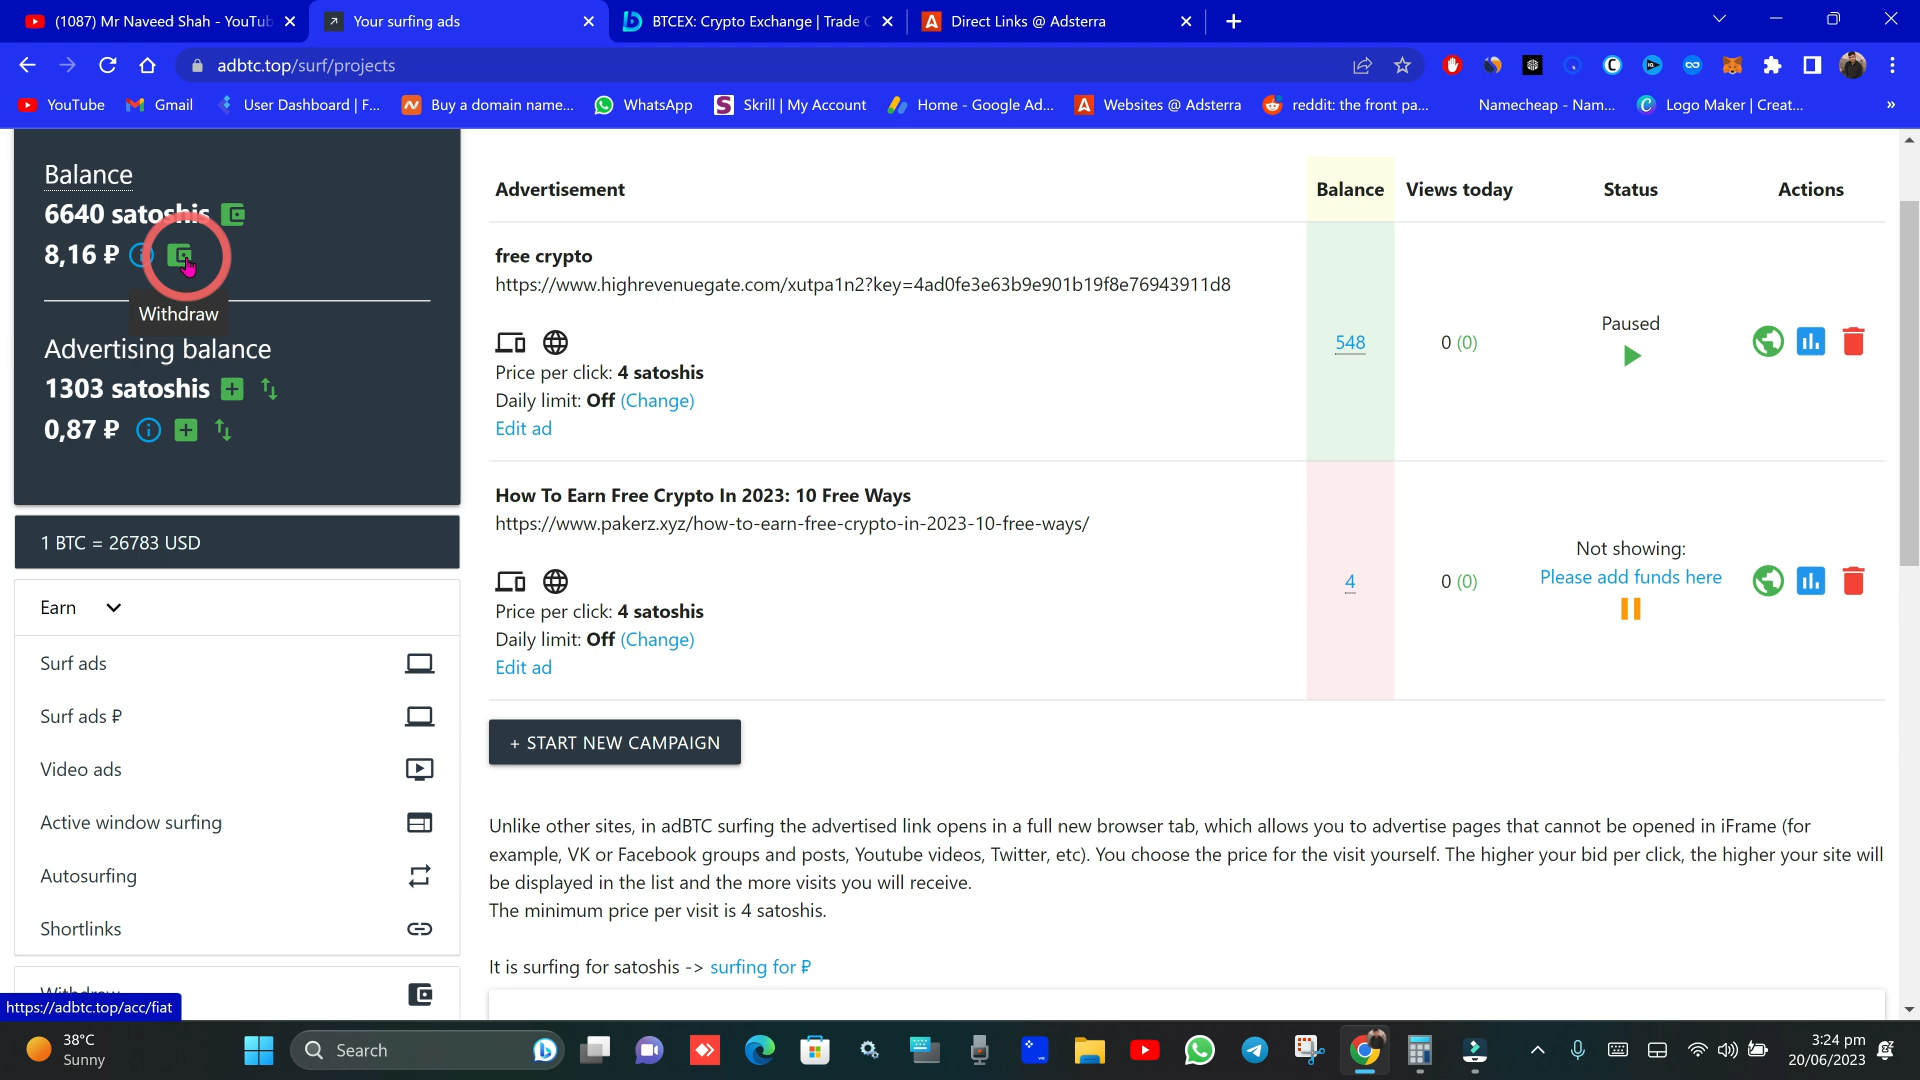 (1087) Mr Naveed Shah - YouTub
Your surfing ads
BTCEX: Crypto Exchange | Trade C
Direct Links @ Adsterra
adbtc.top/surf/projects
YouTube
Gmail
User Dashboard | F...
Buy a domain name...
WhatsApp
Skrill | My Account
Home - Google Ad...
Websites @ Adsterra
reddit: the front pa...
Namecheap - Nam...
Logo Maker | Creat...
»
Balance
6640 satoshis
8,16 ₽
Withdraw
Advertising balance
1303 satoshis
0,87 ₽
1 BTC = 26783 USD
Earn
Surf ads
Surf ads ₽
Video ads
Active window surfing
Autosurfing
Shortlinks
Withdraw
https://adbtc.top/acc/fiat
Advertisement
Balance
Views today
Status
Actions
free crypto
https://www.highrevenuegate.com/xutpa1n2?key=4ad0fe3e63b9e901b19f8e76943911d8
Price per click: 4 satoshis
Daily limit: Off (Change)
Edit ad
548
0 (0)
Paused
How To Earn Free Crypto In 2023: 10 Free Ways
https://www.pakerz.xyz/how-to-earn-free-crypto-in-2023-10-free-ways/
Price per click: 4 satoshis
Daily limit: Off (Change)
Edit ad
4
0 (0)
Not showing:
Please add funds here
+ START NEW CAMPAIGN
Unlike other sites, in adBTC surfing the advertised link opens in a full new browser tab, which allows you to advertise pages that cannot be opened in iFrame (for
example, VK or Facebook groups and posts, Youtube videos, Twitter, etc). You choose the price for the visit yourself. The higher your bid per click, the higher your site will
be displayed in the list and the more visits you will receive.
The minimum price per visit is 4 satoshis.
It is surfing for satoshis -> surfing for ₽
38°C
Sunny
Search
3:24 pm
20/06/2023